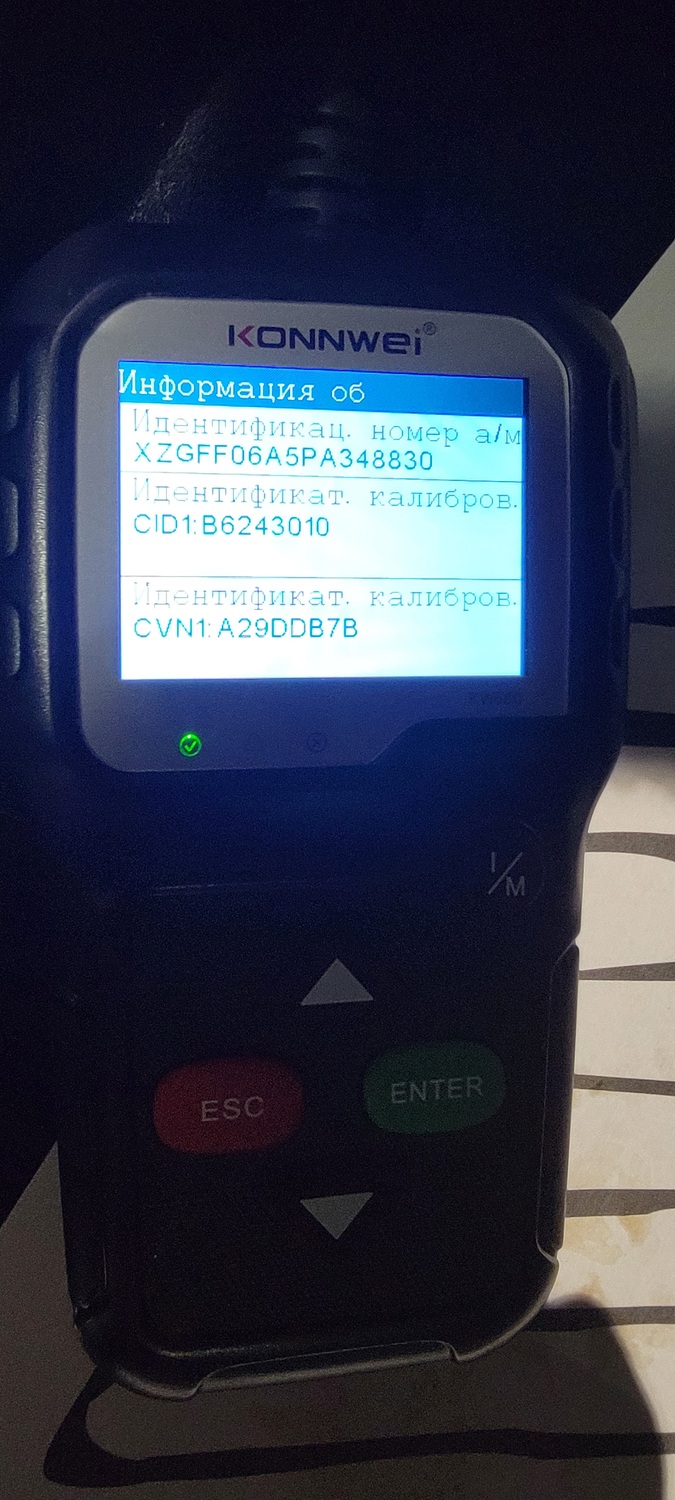 KONNWEI®
Информация об
Идентификац. номер а/м
XZGFF06A5PA348830
Идентификат. калибров.
CID1:B6243010
Идентификат. калибров.
CVN1:A29DDB7B
I/M
ESC
ENTER